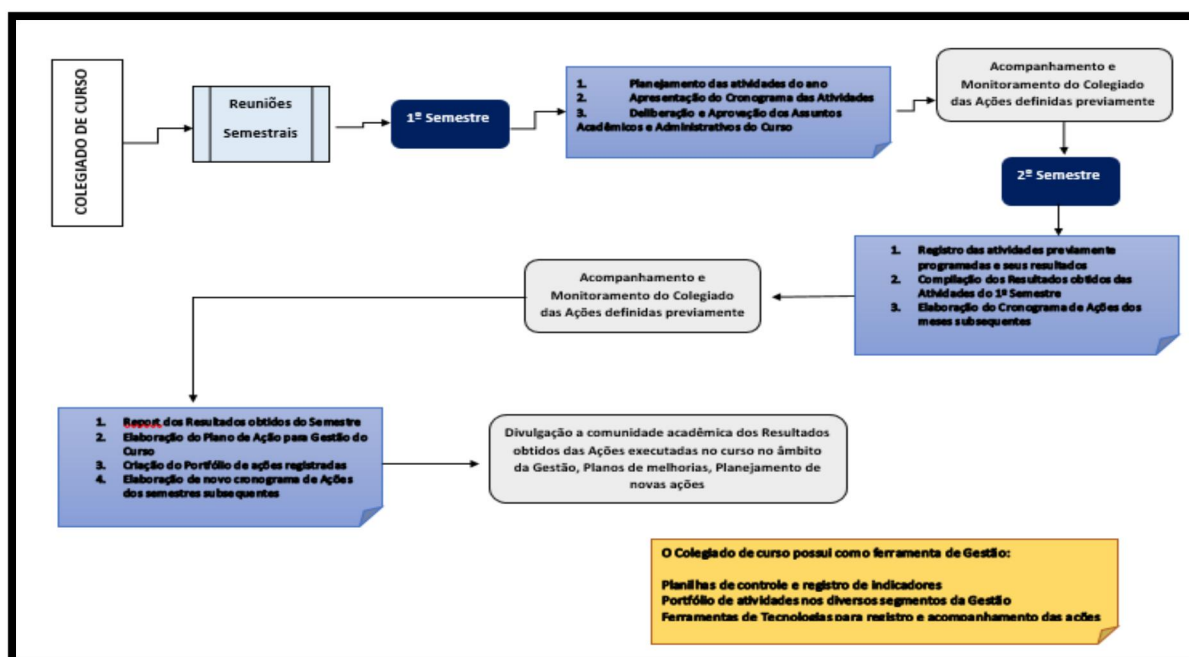 COLEGIADO DE CURSO
Reuniões
Semestrais
1º Semestre
1. Planejamento das atividades do ano
2. Apresentação do Cronograma das Atividades
3. Deliberação e Aprovação dos Assuntos
Acadêmicos e Administrativos do Curso
Acompanhamento e
Monitoramento do Colegiado
das Ações definidas previamente
2º Semestre
1. Registro das atividades previamente
programadas e seus resultados
2. Compilação dos Resultados obtidos das
Atividades do 1º Semestre
3. Elaboração do Cronograma de Ações dos
meses subsequentes
Acompanhamento e
Monitoramento do Colegiado
das Ações definidas previamente
1. Report dos Resultados obtidos do Semestre
2. Elaboração do Plano de Ação para Gestão do
Curso
3. Criação do Portfólio de ações registradas
4. Elaboração de novo cronograma de Ações
dos semestres subsequentes
Divulgação a comunidade acadêmica dos Resultados
obtidos das Ações executadas no curso no âmbito
da Gestão, Planos de melhorias, Planejamento de
novas ações
O Colegiado de curso possui como ferramenta de Gestão:
Planilhas de controle e registro de indicadores
Portfólio de atividades nos diversos segmentos da Gestão
Ferramentas de Tecnologias para registro e acompanhamento das ações